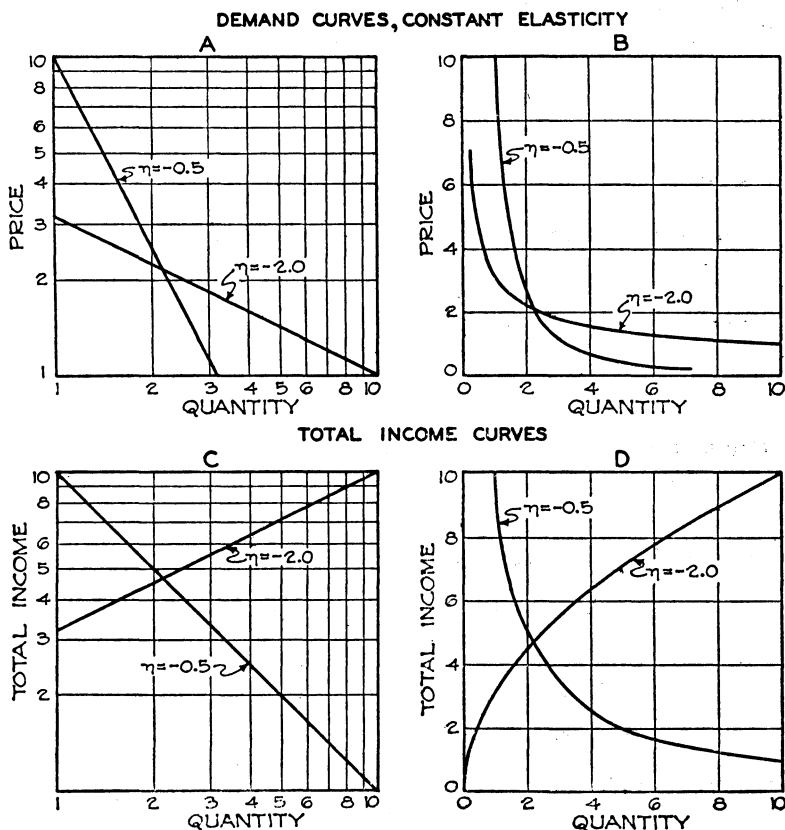 DEMAND CURVES, CONSTANT ELASTICITY
A
10
8
6
5
4
3
2
1
PRICE
η=-0.5
η=-2.0
1 2 3 4 5 6 8 10
QUANTITY
B
10
8
6
4
2
0
PRICE
η=-0.5
η=-2.0
0 2 4 6 8 10
QUANTITY
TOTAL INCOME CURVES
C
10
8
6
5
4
3
2
TOTAL INCOME
η=-2.0
η=-0.5
1 2 3 4 5 6 8 10
QUANTITY
D
10
8
6
4
2
0
TOTAL INCOME
η=-0.5
η=-2.0
0 2 4 6 8 10
QUANTITY